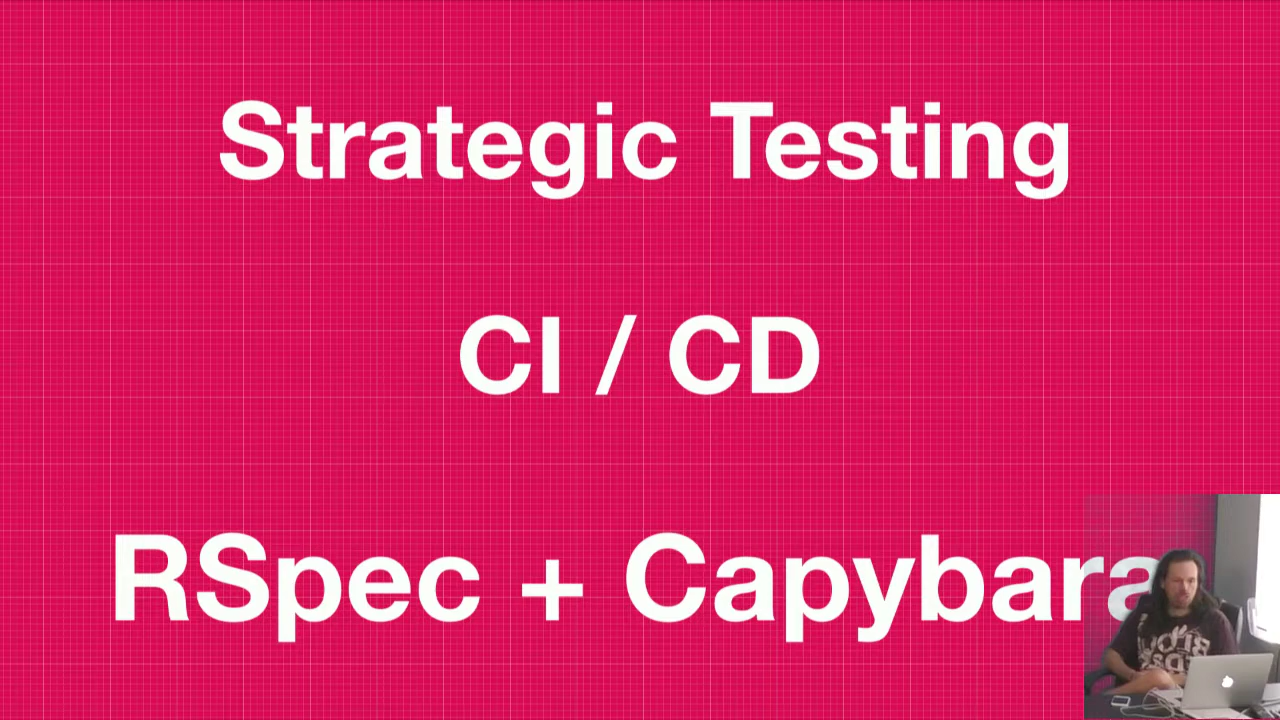 Strategic Testing
CI / CD
RSpec + Capybara